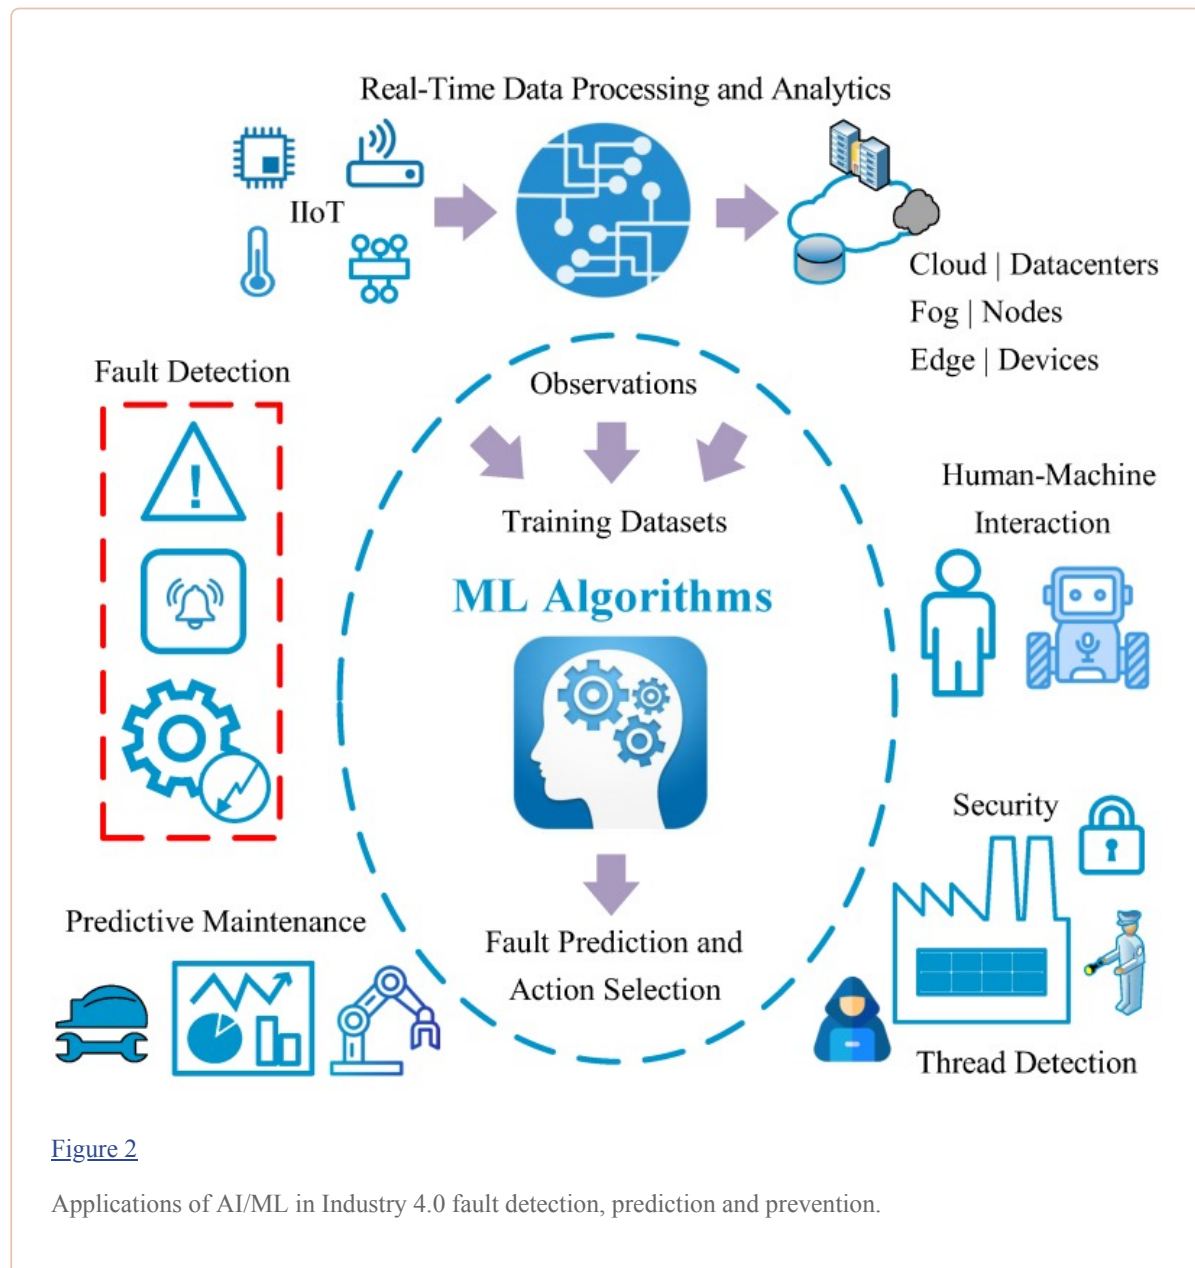 Real-Time Data Processing and Analytics
IIoT
Cloud | Datacenters
Fog | Nodes
Edge | Devices
Fault Detection
!
Observations
Training Datasets
ML Algorithms
Human-Machine
Interaction
Security
Predictive Maintenance
Fault Prediction and
Action Selection
Thread Detection
Figure 2
Applications of AI/ML in Industry 4.0 fault detection, prediction and prevention.